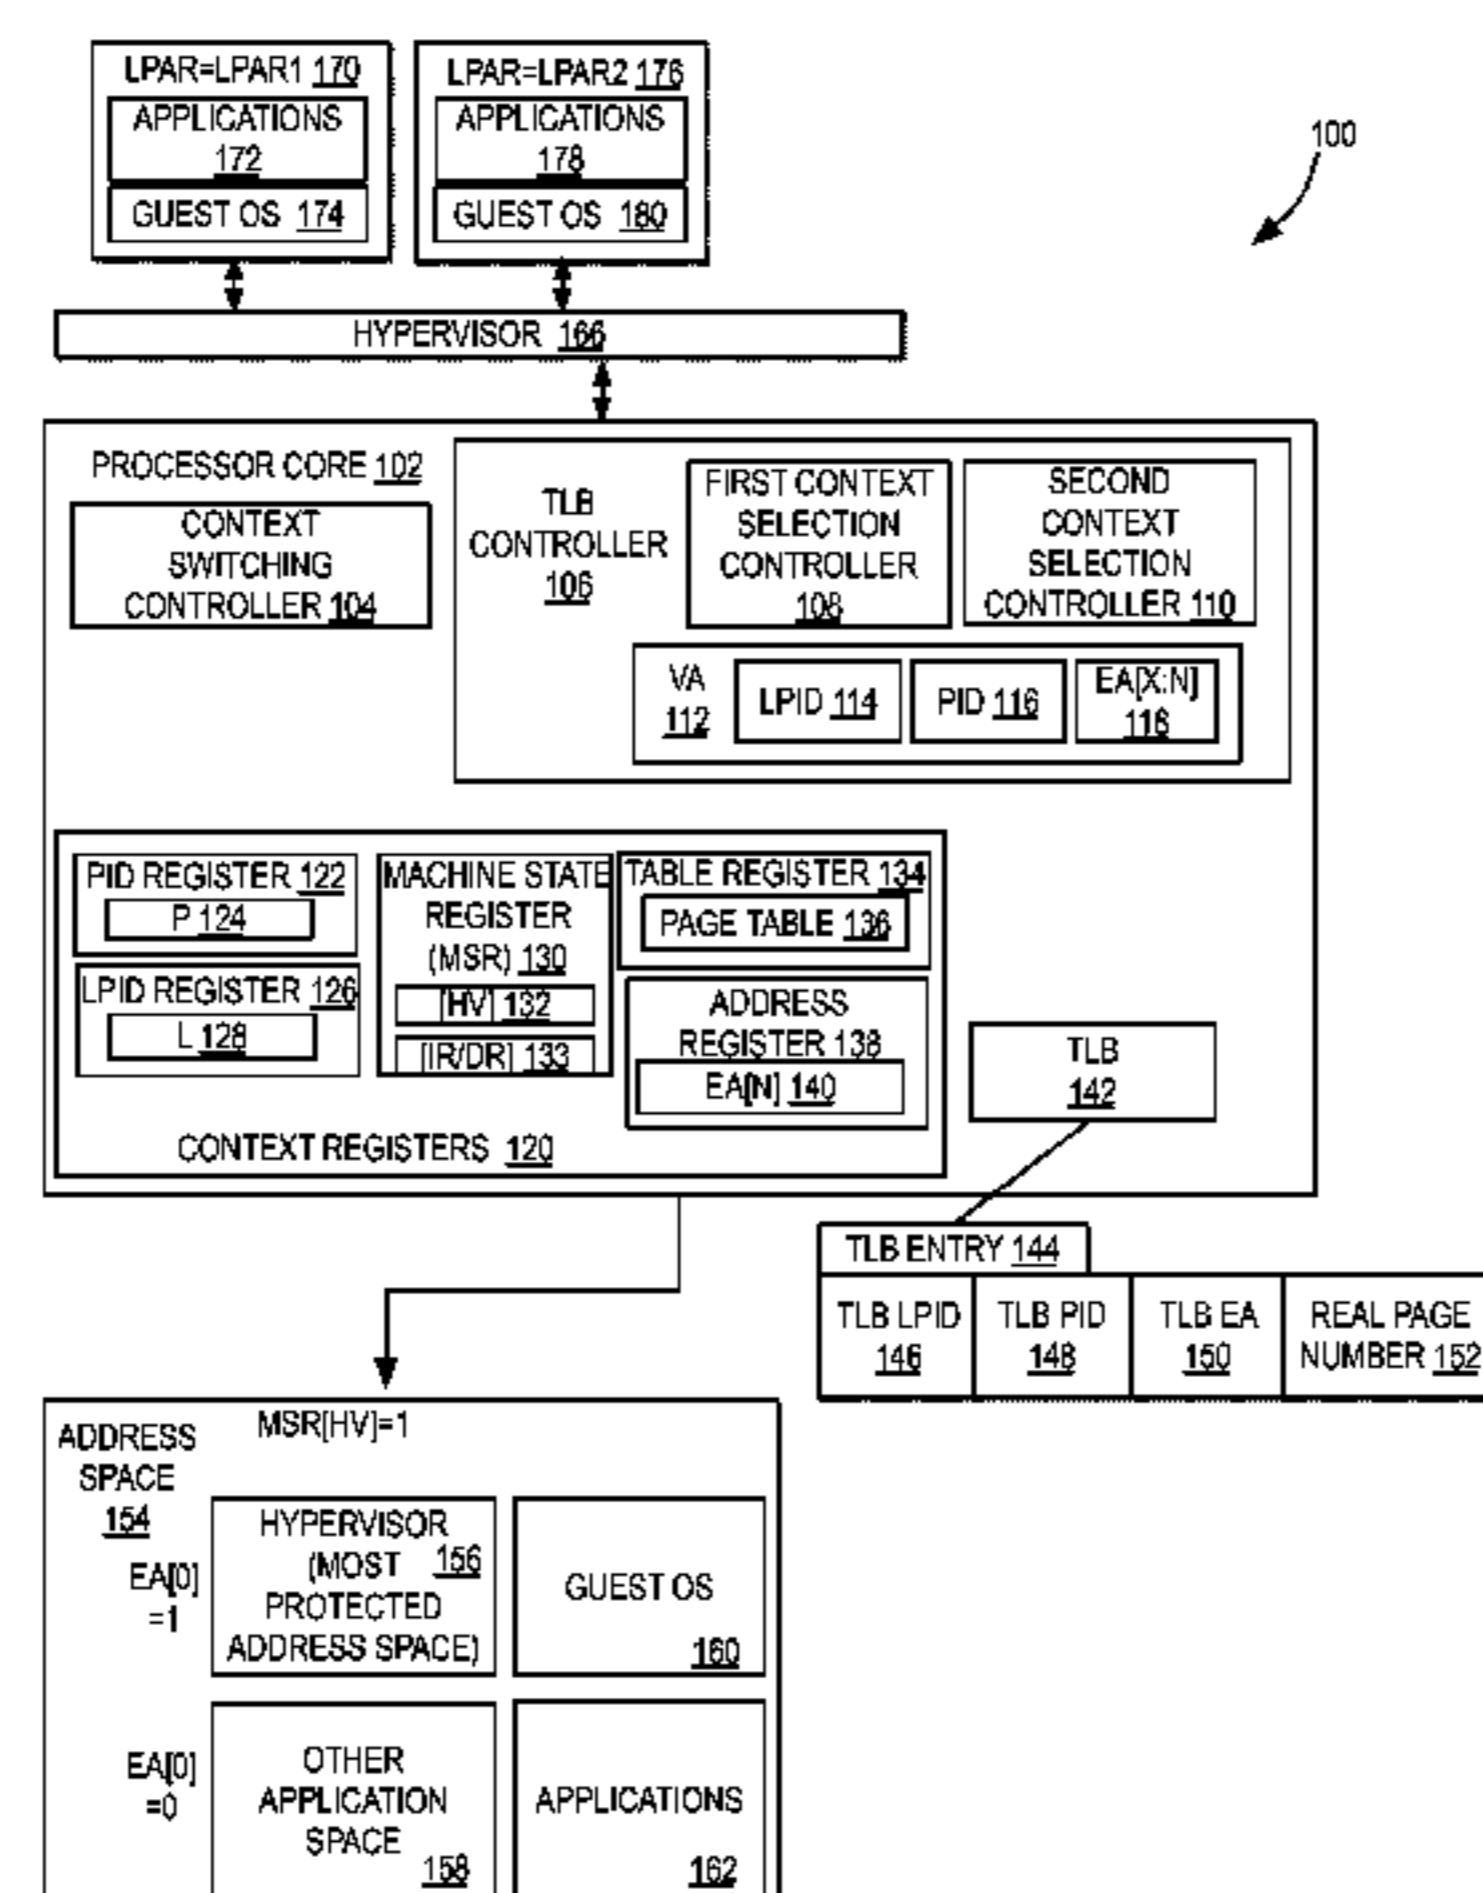 LPAR=LPAR1 170
APPLICATIONS
172
GUEST OS 174
LPAR=LPAR2 176
APPLICATIONS
178
GUEST OS 180
100
HYPERVISOR 166
PROCESSOR CORE 102
CONTEXT
SWITCHING
CONTROLLER 104
TLB
CONTROLLER
106
FIRST CONTEXT
SELECTION
CONTROLLER
108
SECOND
CONTEXT
SELECTION
CONTROLLER 110
VA
112
LPID 114
PID 116
EA[X:N]
118
PID REGISTER 122
P 124
LPID REGISTER 126
L 128
MACHINE STATE
REGISTER
(MSR) 130
[HV] 132
[IR/DR] 133
TABLE REGISTER 134
PAGE TABLE 136
ADDRESS
REGISTER 138
EA[N] 140
CONTEXT REGISTERS 120
TLB
142
TLB ENTRY 144
TLB LPID
146
TLB PID
148
TLB EA
150
REAL PAGE
NUMBER 152
ADDRESS
SPACE
154
MSR[HV]=1
EA[0]
=1
HYPERVISOR
(MOST 156
PROTECTED
ADDRESS SPACE)
GUEST OS
160
EA[0]
=0
OTHER
APPLICATION
SPACE
158
APPLICATIONS
162